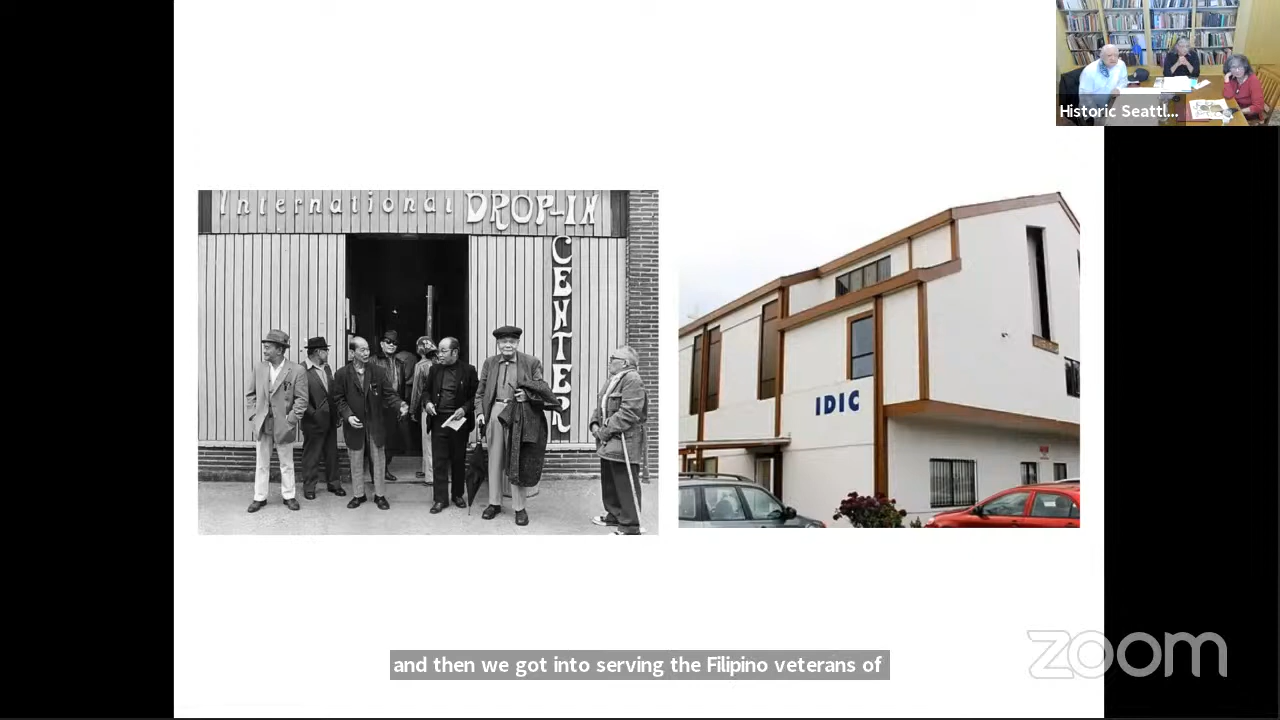 Historic Seattl...
International DROP-IN
CENTER
IDIC
and then we got into serving the Filipino veterans of
zoom